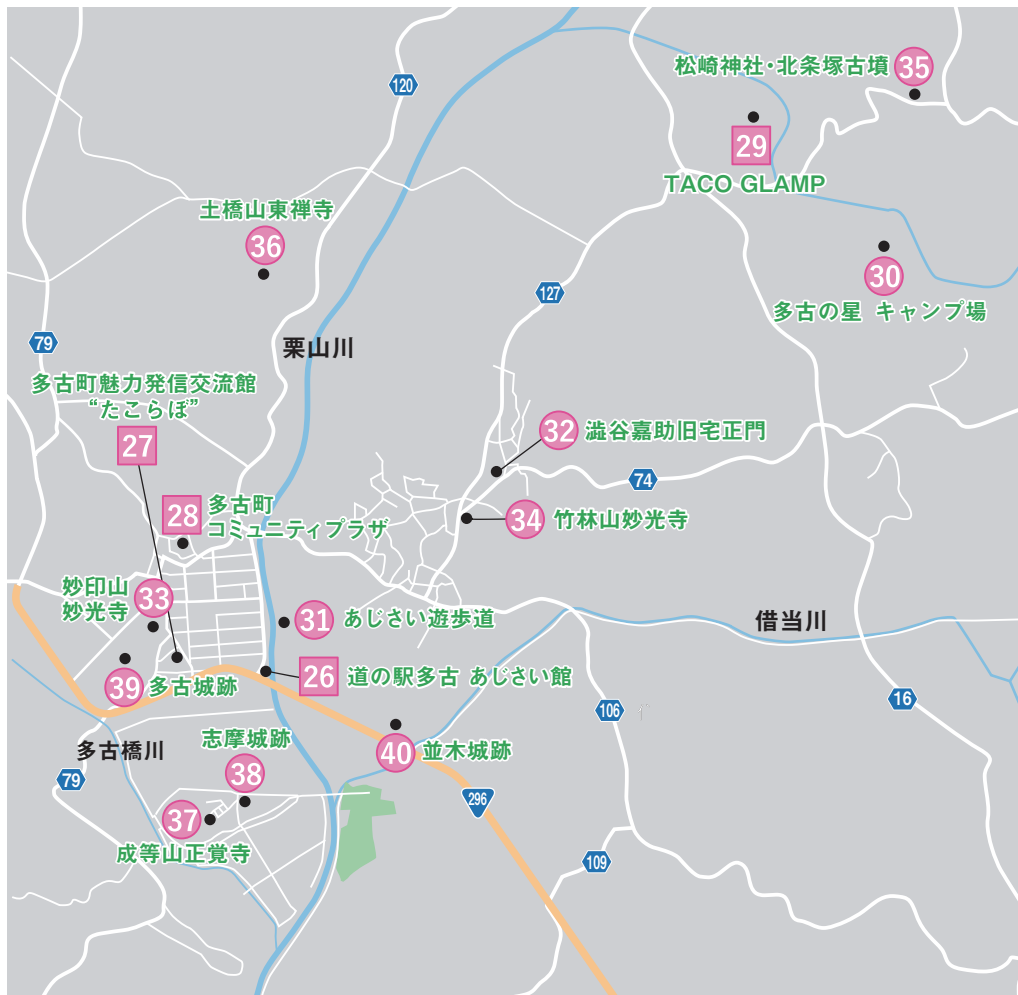 松崎神社・北条塚古墳
35
120
29
TACO GLAMP
土橋山東禅寺
36
30
多古の星 キャンプ場
127
79
栗山川
多古町魅力発信交流館
“たこらぼ”
27
32
澁谷嘉助旧宅正門
74
28
多古町
コミュニティプラザ
34
竹林山妙光寺
妙印山
妙光寺
33
31
あじさい遊歩道
借当川
26
道の駅多古 あじさい館
39
多古城跡
16
106
多古橋川
志摩城跡
40
並木城跡
79
38
296
37
成等山正覚寺
109